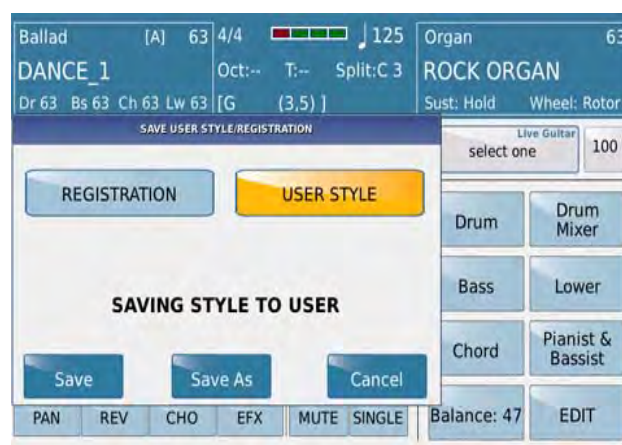 Ballad [A] 63 4/4 125 Organ 63
DANCE_1 Oct:-- T:-- Split:C 3 ROCK ORGAN
Dr 63 Bs 63 Ch 63 Lw 63 [G (3,5) ] Sust: Hold Wheel: Rotor
SAVE USER STYLE/REGISTRATION
Live Guitar
select one 100
REGISTRATION USER STYLE
Drum Drum Mixer
Bass Lower
SAVING STYLE TO USER
Chord Pianist & Bassist
Save Save As Cancel
PAN REV CHO EFX MUTE SINGLE Balance: 47 EDIT